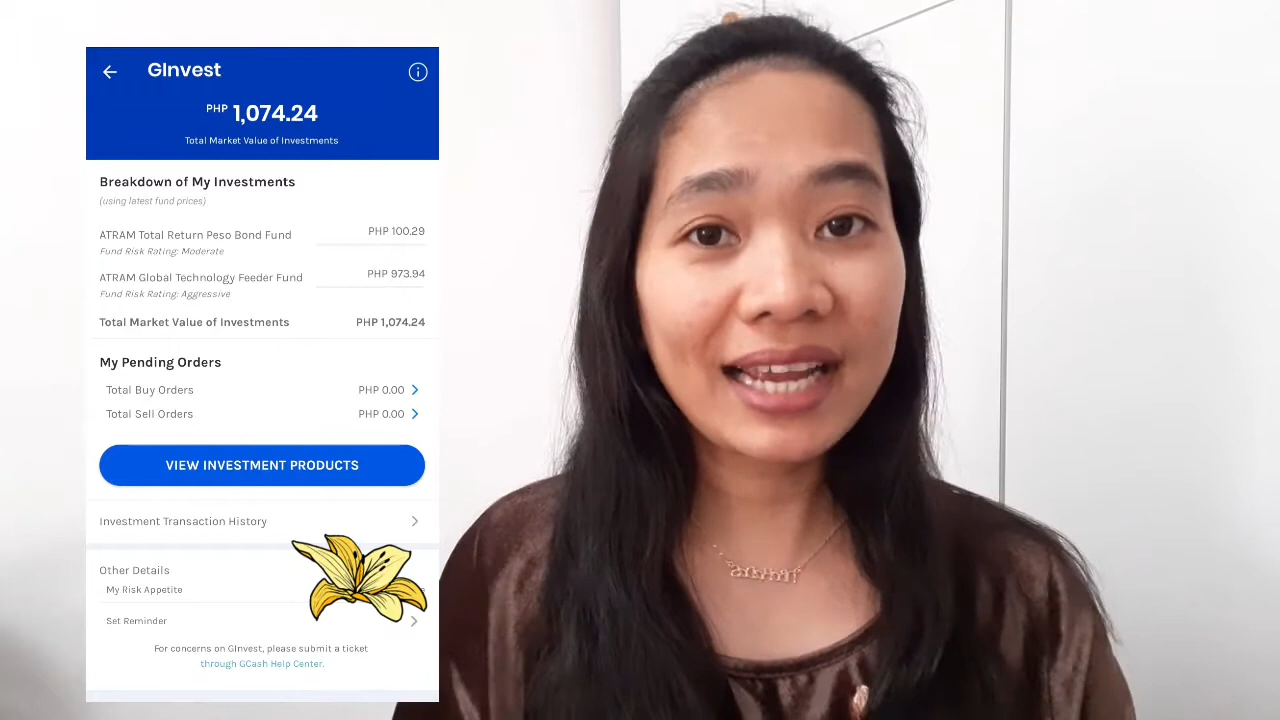 GInvest
PHP 1,074.24
Total Market Value of Investments
Breakdown of My Investments
(using latest fund prices)
ATRAM Total Return Peso Bond Fund PHP 100.29
Fund Risk Rating: Moderate
ATRAM Global Technology Feeder Fund PHP 973.94
Fund Risk Rating: Aggressive
Total Market Value of Investments PHP 1,074.24
My Pending Orders
Total Buy Orders PHP 0.00
Total Sell Orders PHP 0.00
VIEW INVESTMENT PRODUCTS
Investment Transaction History
Other Details
My Risk Appetite
Set Reminder
For concerns on GInvest, please submit a ticket
through GCash Help Center.